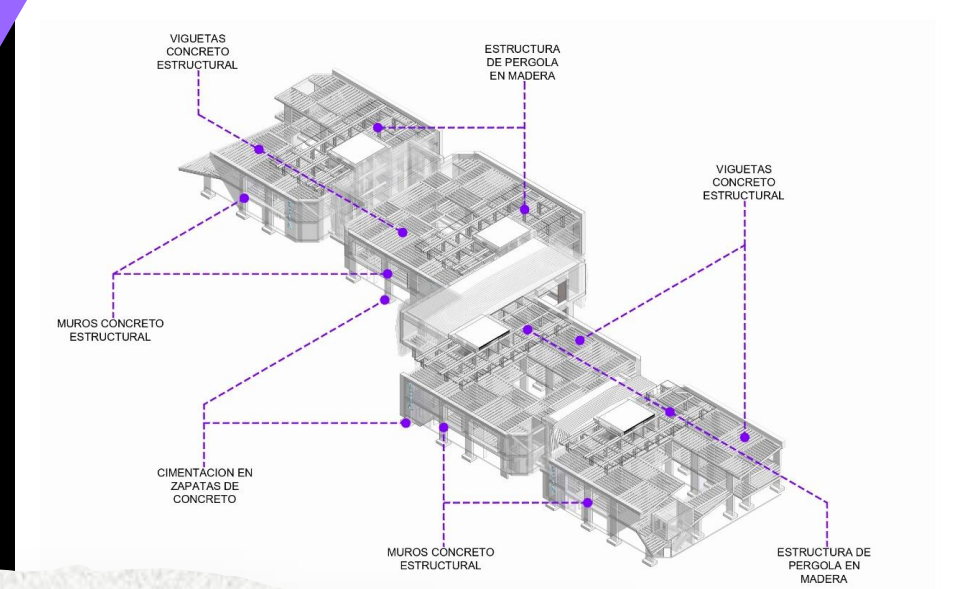 VIGUETAS
CONCRETO
ESTRUCTURAL
ESTRUCTURA
DE PERGOLA
EN MADERA
VIGUETAS
CONCRETO
ESTRUCTURAL
MUROS CONCRETO
ESTRUCTURAL
CIMENTACION EN
ZAPATAS DE
CONCRETO
MUROS CONCRETO
ESTRUCTURAL
ESTRUCTURA DE
PERGOLA EN
MADERA